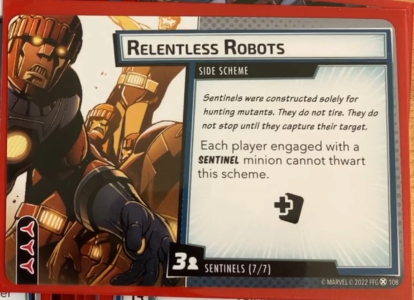 RELENTLESS ROBOTS
SIDE SCHEME
Sentinels were constructed solely for
hunting mutants. They do not tire. They do
not stop until they capture their target.
Each player engaged with a
SENTINEL minion cannot thwart
this scheme.
3
SENTINELS (7/7)
© MARVEL © 2022 FFG 108